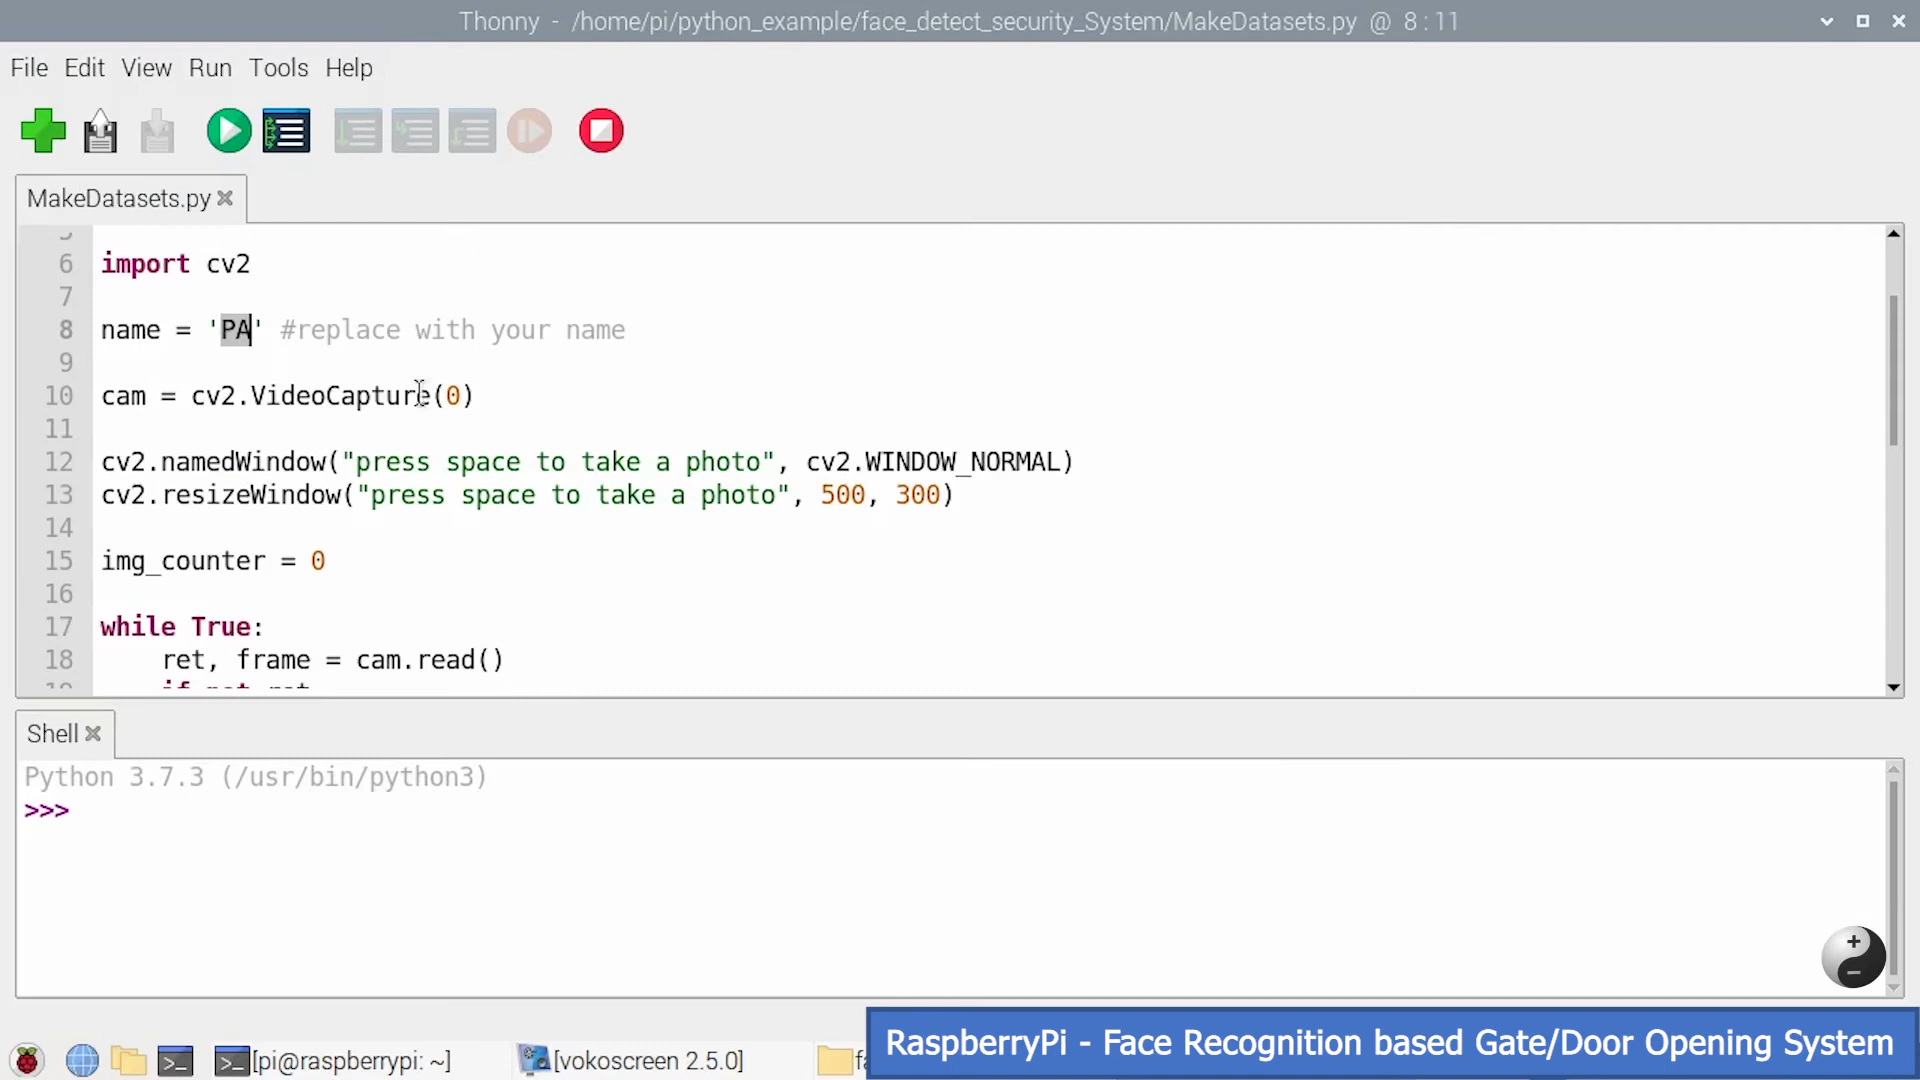 Thonny - /home/pi/python_example/face_detect_security_System/MakeDatasets.py @ 8:11
File Edit View Run Tools Help
MakeDatasets.py
6 import cv2
7
8 name = 'PA' #replace with your name
9
10 cam = cv2.VideoCapture(0)
11
12 cv2.namedWindow("press space to take a photo", cv2.WINDOW_NORMAL)
13 cv2.resizeWindow("press space to take a photo", 500, 300)
14
15 img_counter = 0
16
17 while True:
18 ret, frame = cam.read()
Shell
Python 3.7.3 (/usr/bin/python3)
>>>
[pi@raspberrypi: ~] [vokoscreen 2.5.0]
RaspberryPi - Face Recognition based Gate/Door Opening System